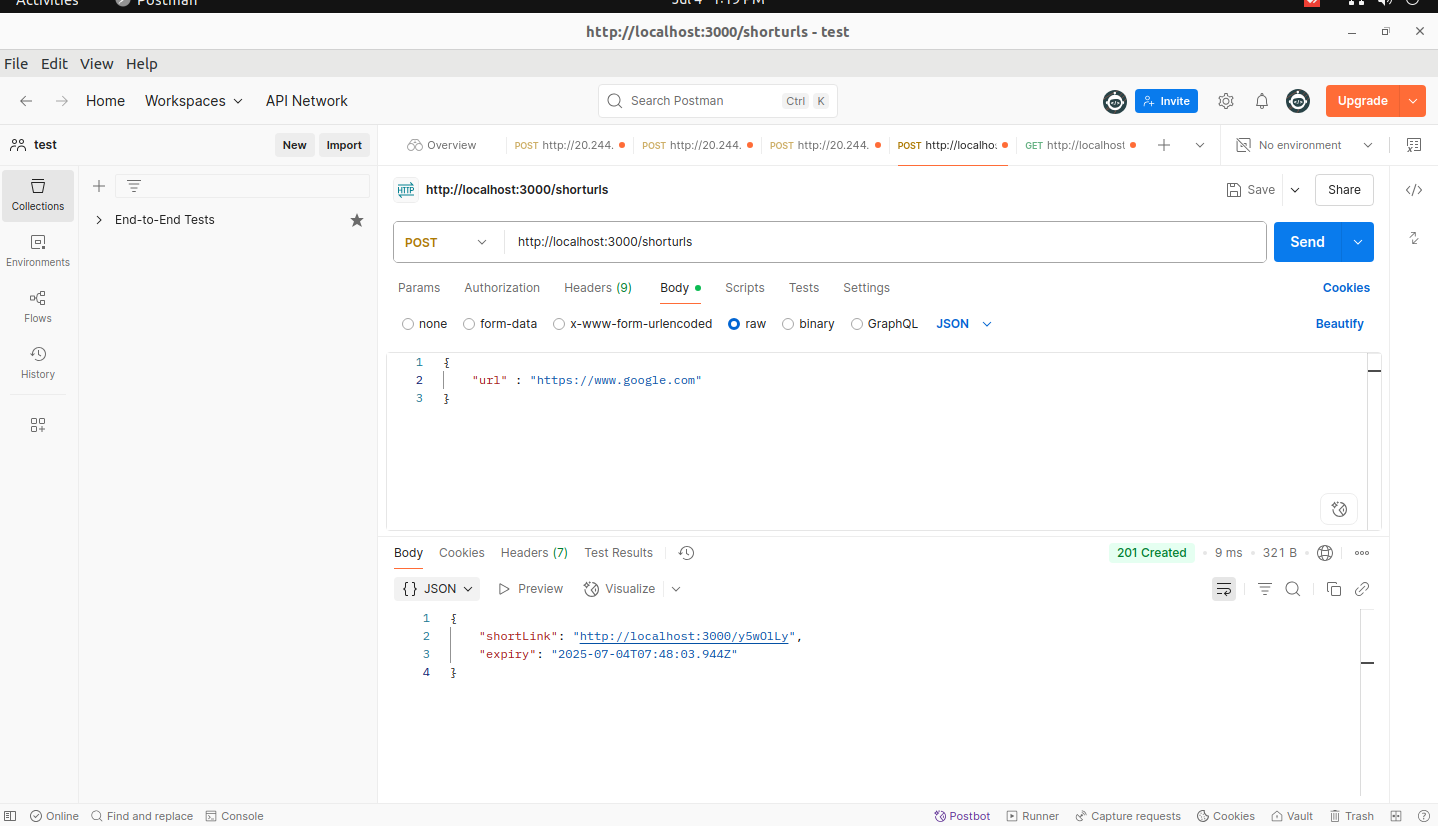 Activities Postman Jul 4 1:19 PM
http://localhost:3000/shorturls - test
File Edit View Help
Home Workspaces API Network Search Postman Ctrl K Invite Upgrade
test New Import Overview POST http://20.244. POST http://20.244. POST http://20.244. POST http://localho: GET http://localhost No environment
Collections
HTTP http://localhost:3000/shorturls Save Share
End-to-End Tests
POST http://localhost:3000/shorturls Send
Environments
Params Authorization Headers (9) Body Scripts Tests Settings Cookies
Flows
none form-data x-www-form-urlencoded raw binary GraphQL JSON Beautify
History
1 {
2 "url" : "https://www.google.com"
3 }
Body Cookies Headers (7) Test Results 201 Created 9 ms 321 B
{} JSON Preview Visualize
1 {
2 "shortLink": "http://localhost:3000/y5wOlLy",
3 "expiry": "2025-07-04T07:48:03.944Z"
4 }
Online Find and replace Console Postbot Runner Capture requests Cookies Vault Trash